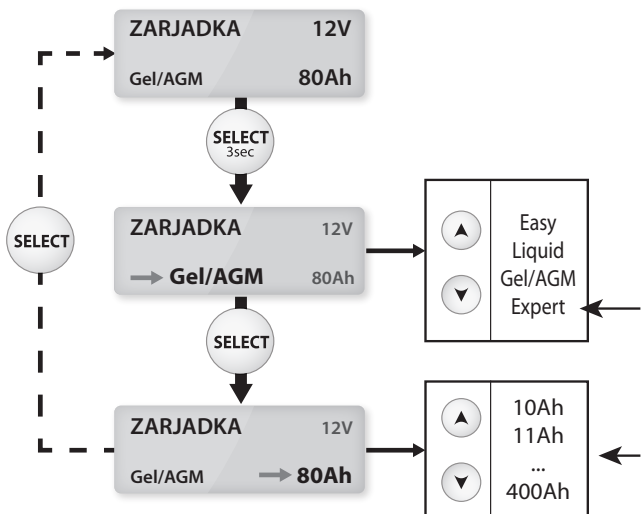 ZARJADKA 12V
Gel/AGM 80Ah
SELECT
3sec
SELECT
ZARJADKA 12V
Gel/AGM 80Ah
Easy
Liquid
Gel/AGM
Expert
SELECT
ZARJADKA 12V
Gel/AGM 80Ah
10Ah
11Ah
...
400Ah